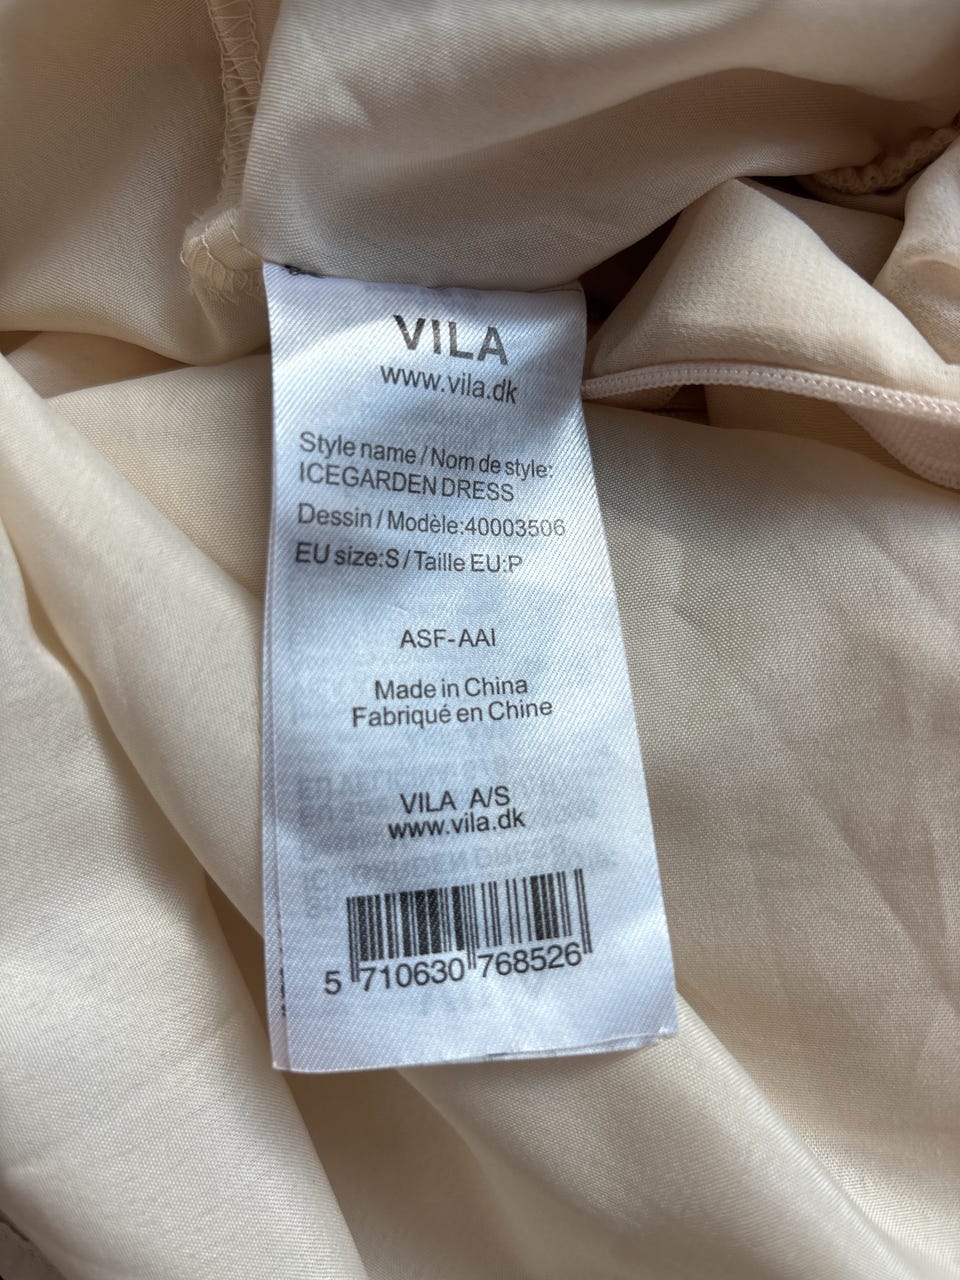 VILA
www.vila.dk
Style name / Nom de style:
ICEGARDEN DRESS
Dessin / Modèle:40003506
EU size:S / Taille EU:P
ASF-AAI
Made in China
Fabriqué en Chine
VILA A/S
www.vila.dk
5 710630 768526